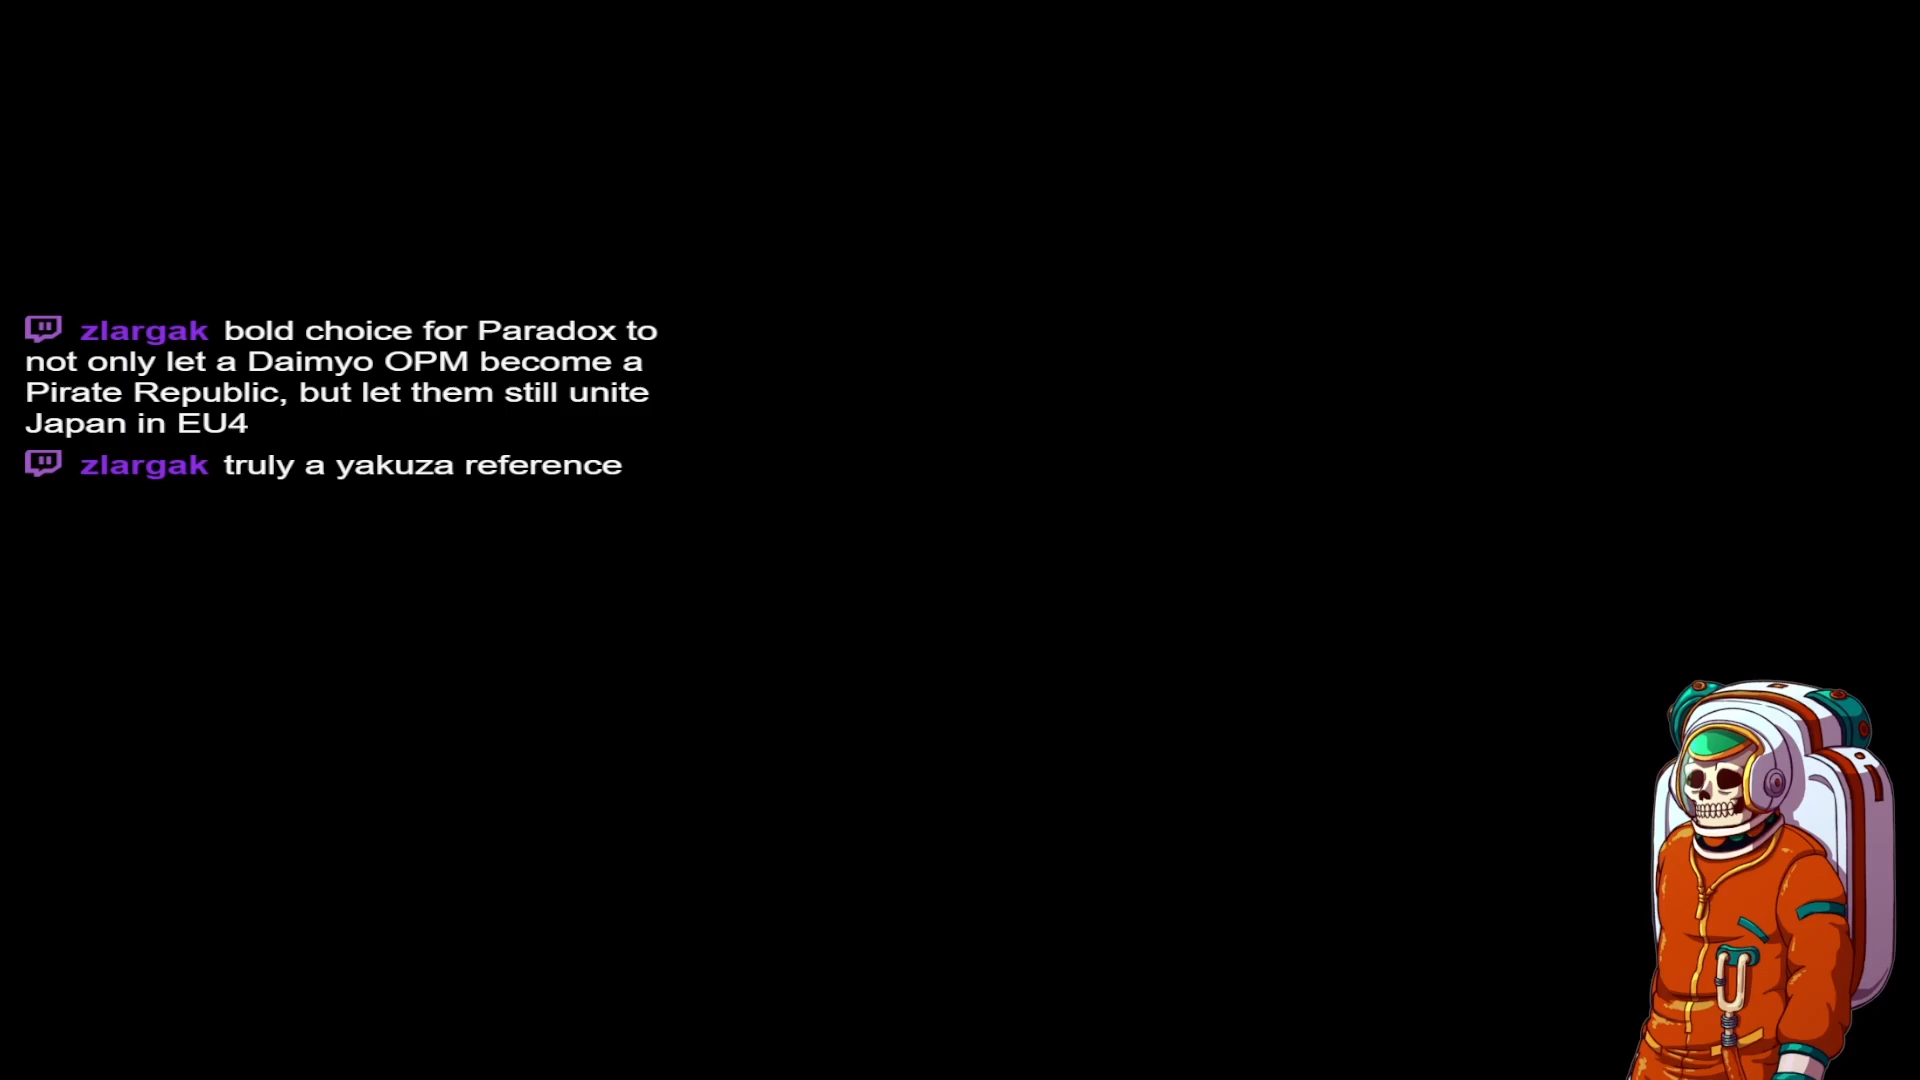 zlargak bold choice for Paradox to
not only let a Daimyo OPM become a
Pirate Republic, but let them still unite
Japan in EU4
zlargak truly a yakuza reference